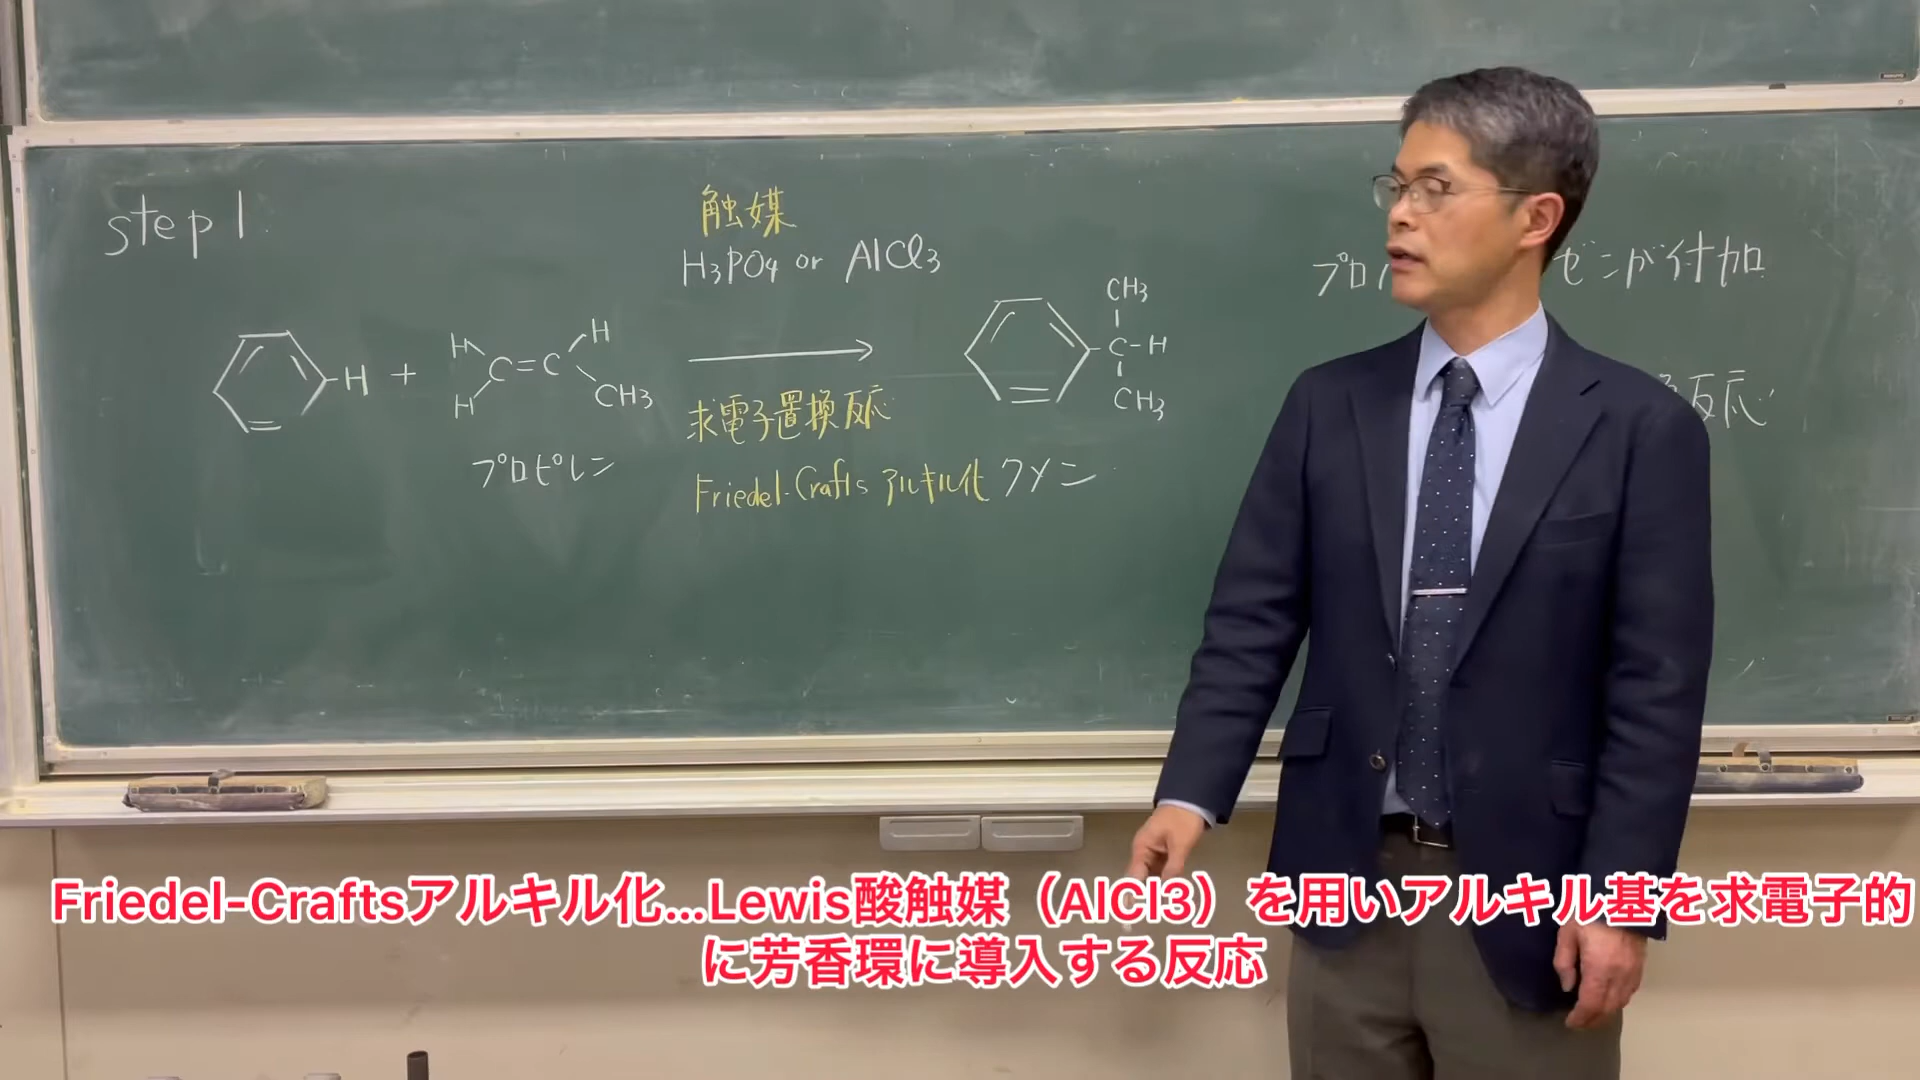 step 1
触媒
H3PO4 or AlCl3
H + H H C=C H CH3
CH3
C-H
CH3
プロピレン
求電子置換反応
Friedel-Crafts アルキル化
クメン
プロ
ゼンが付加
反応
Friedel-Craftsアルキル化...Lewis酸触媒（AlCl3）を用いアルキル基を求電子的
に芳香環に導入する反応